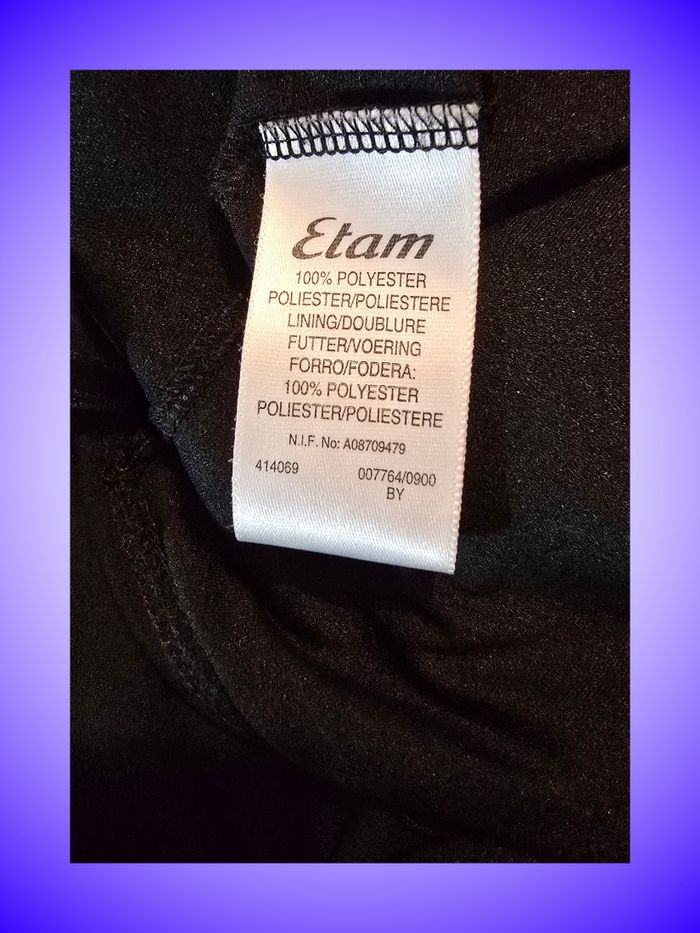 Etam
100% POLYESTER
POLIESTER/POLIESTERE
LINING/DOUBLURE
FUTTER/VOERING
FORRO/FODERA:
100% POLYESTER
POLIESTER/POLIESTERE
N.I.F. No: A08709479
414069 007764/0900
BY